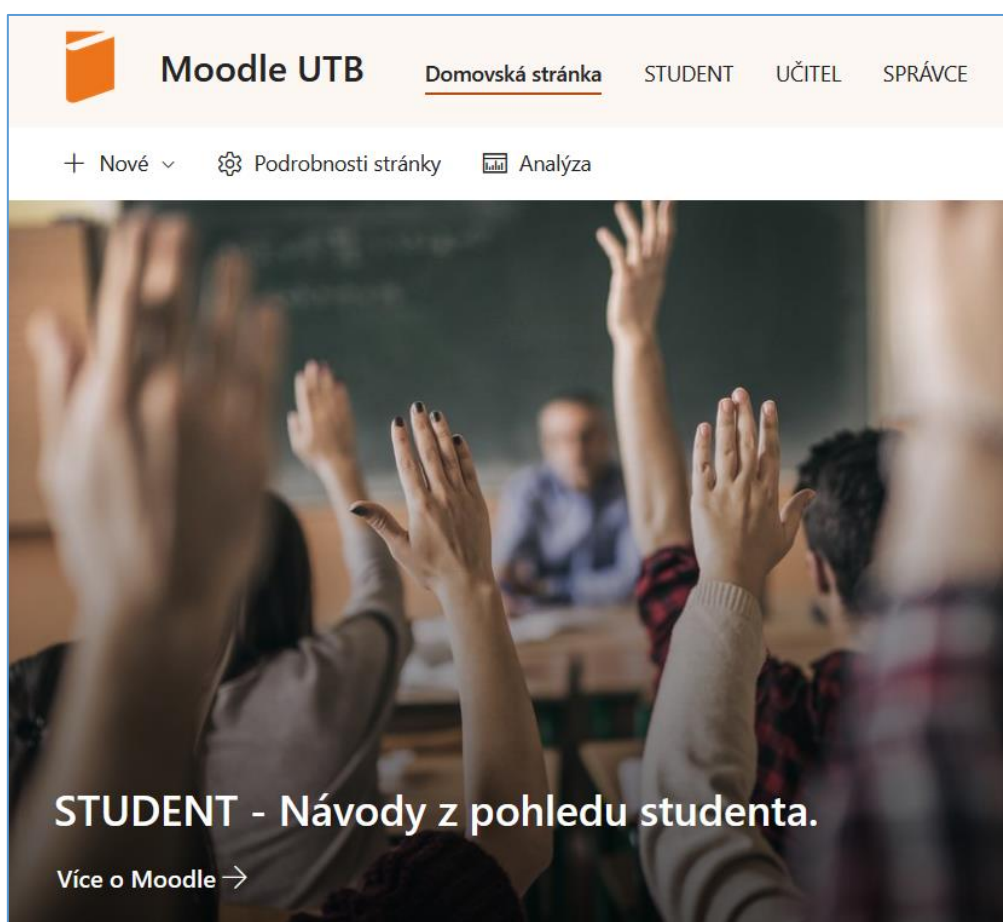 Moodle UTB
Domovská stránka STUDENT UČITEL SPRÁVCE
+ Nové Podrobnosti stránky Analýza
STUDENT - Návody z pohledu studenta.
Více o Moodle →